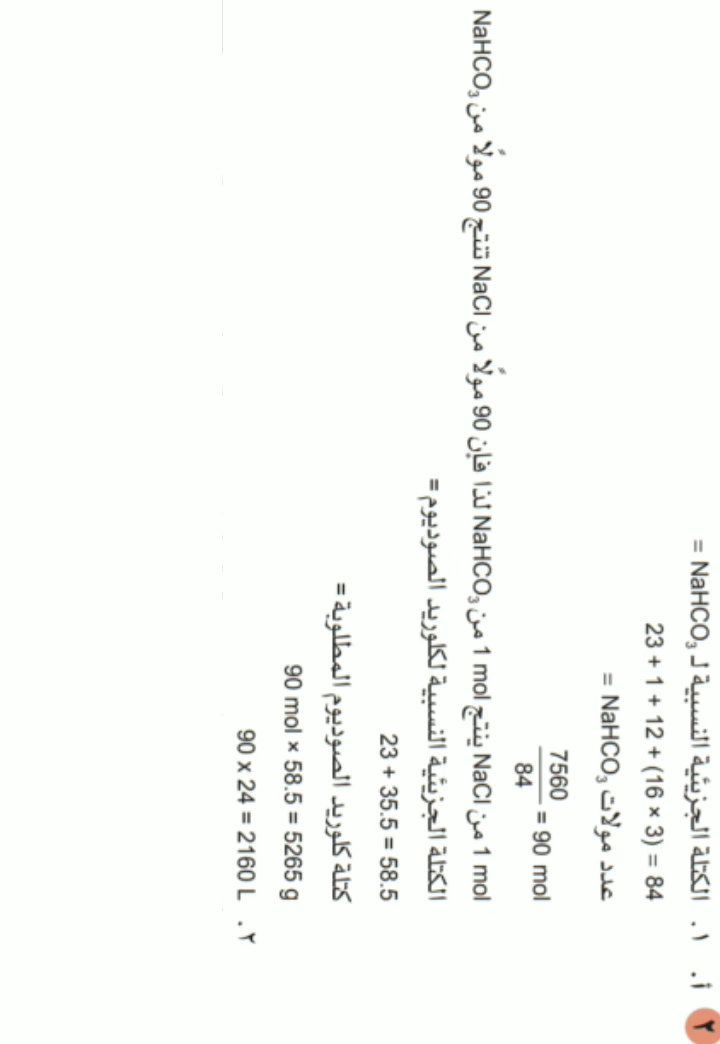 ٢ أ. ١. الكتلة الجزيئية النسبية لـ NaHCO₃ =
23 + 1 + 12 + (16 × 3) = 84
عدد مولات NaHCO₃ =
7560
84
= 90 mol
1 mol من NaCl ينتج 1 mol من NaHCO₃ لذا فإن 90 مولًا من NaCl تنتج 90 مولًا من NaHCO₃
الكتلة الجزيئية النسبية لكلوريد الصوديوم =
23 + 35.5 = 58.5
كتلة كلوريد الصوديوم المطلوبة =
90 mol × 58.5 = 5265 g
٢. 90 x 24 = 2160 L